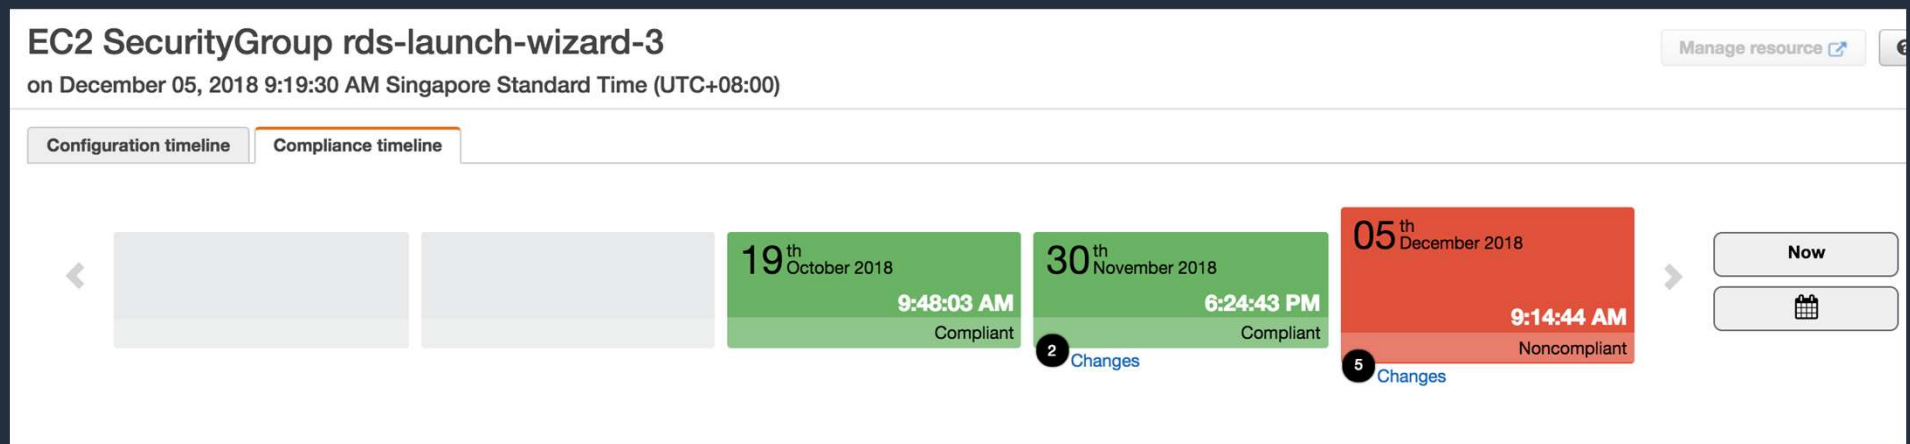 EC2 SecurityGroup rds-launch-wizard-3
Manage resource
on December 05, 2018 9:19:30 AM Singapore Standard Time (UTC+08:00)
Configuration timeline
Compliance timeline
19th October 2018
9:48:03 AM
Compliant
30th November 2018
6:24:43 PM
Compliant
2 Changes
05th December 2018
9:14:44 AM
Noncompliant
5 Changes
Now